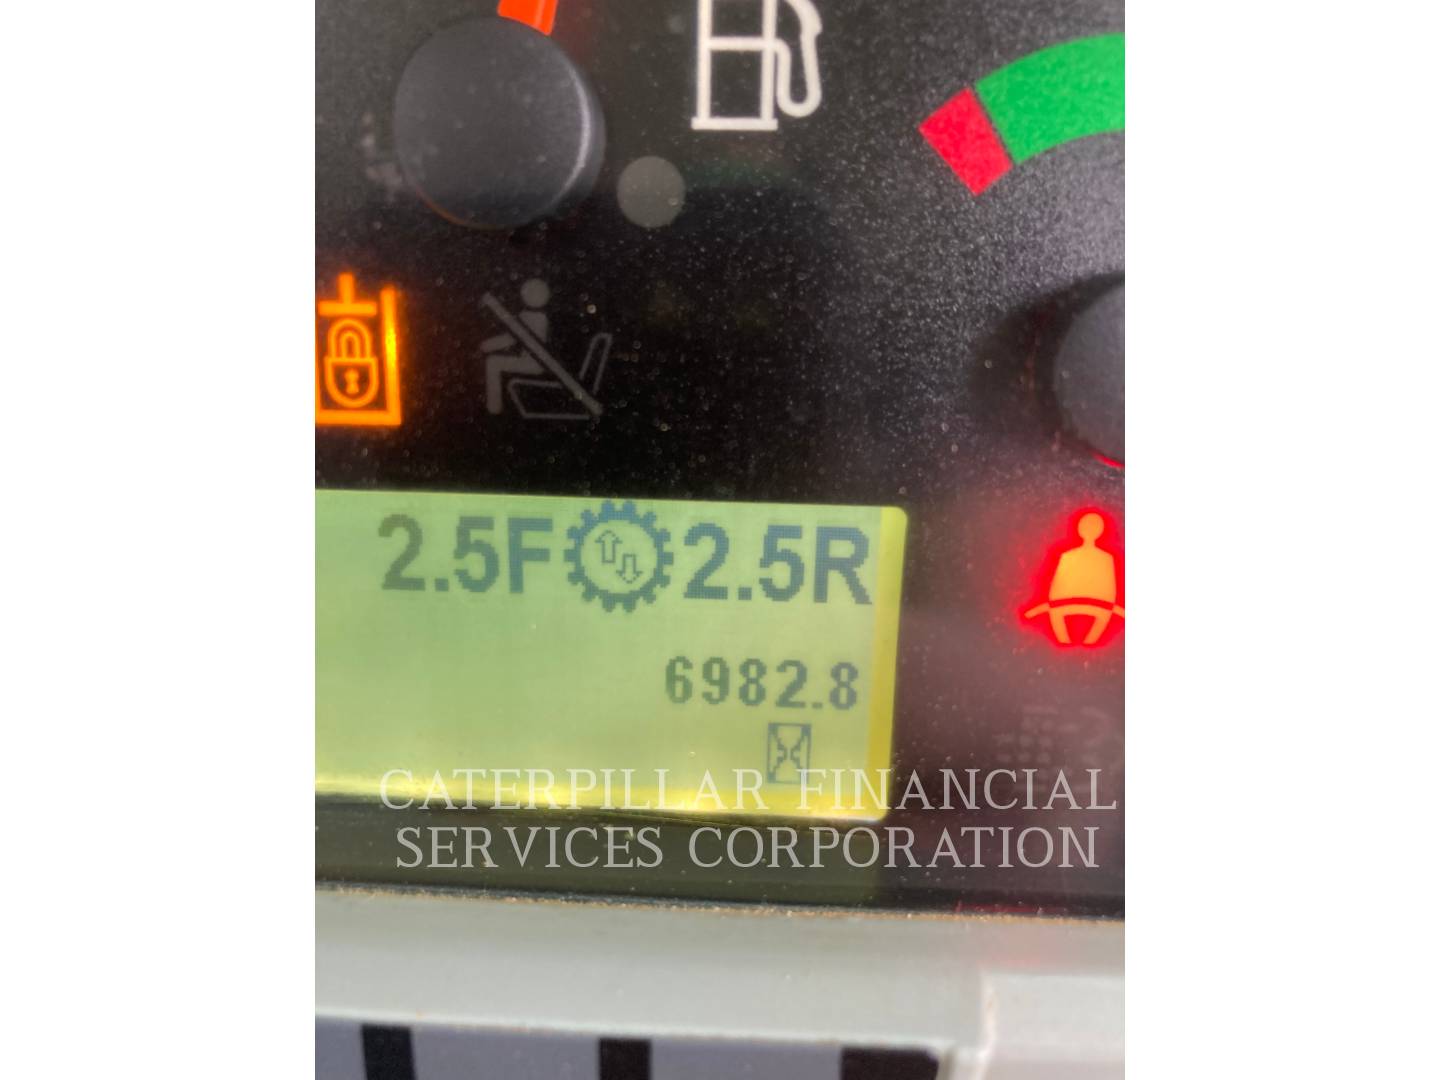 2.5F 2.5R
6982.8
CATERPILLAR FINANCIAL
SERVICES CORPORATION